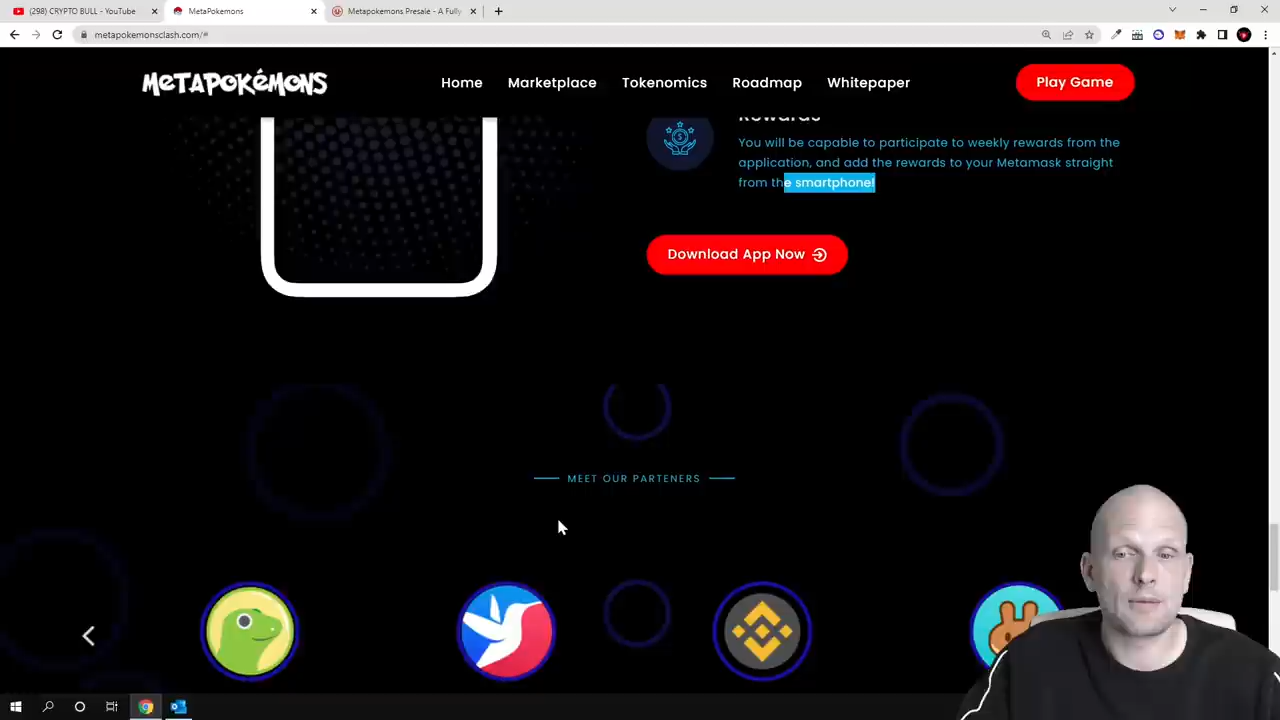 (298) CRYPTO BULL - YouTube
MetaPokemons
Metapokemons Presale - A Fully
metapokemonsclash.com/#
METAPOKéMONS
Home
Marketplace
Tokenomics
Roadmap
Whitepaper
Play Game
Rewards
You will be capable to participate to weekly rewards from the
application, and add the rewards to your Metamask straight
from the smartphone!
Download App Now
MEET OUR PARTENERS